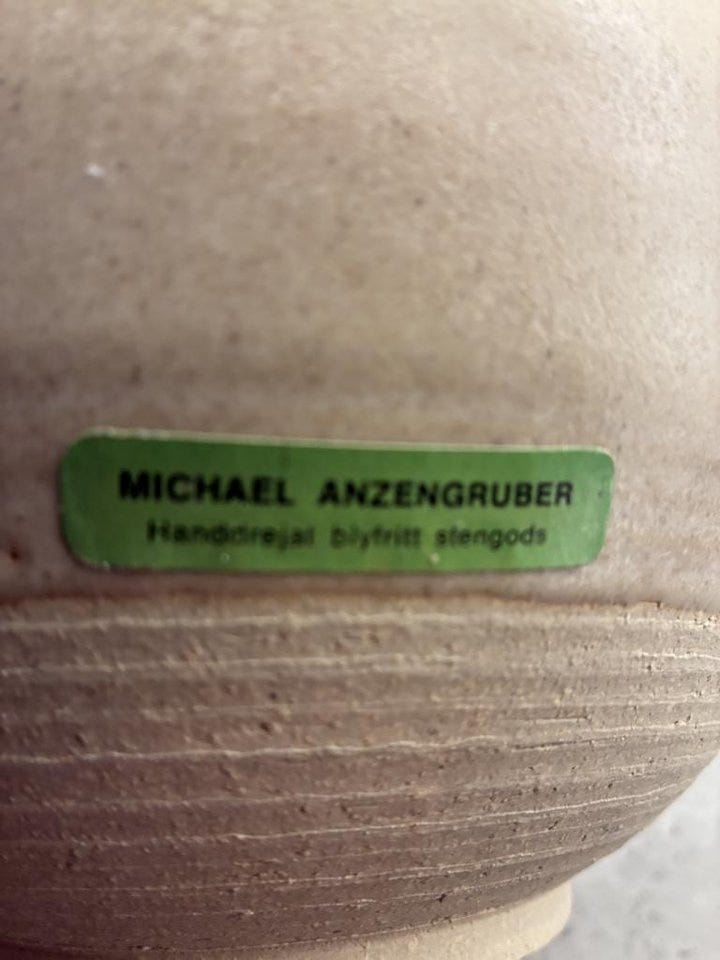 MICHAEL ANZENGRUBER
Handdrejat blyfritt stengods